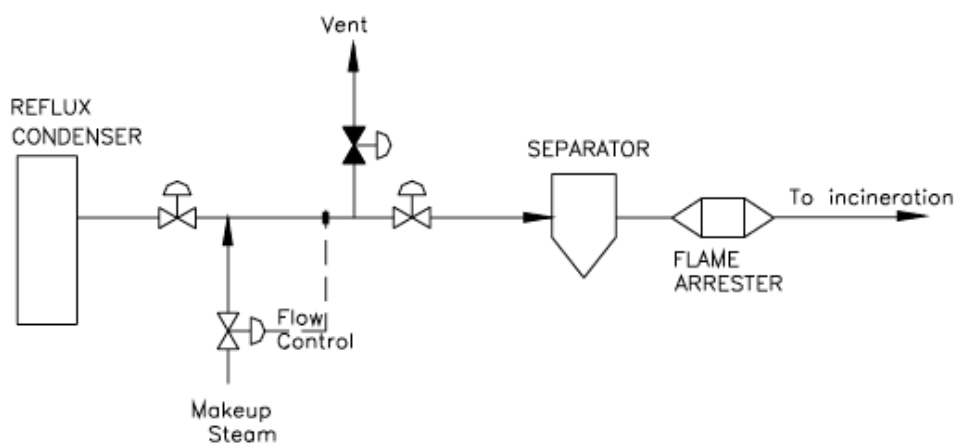 Vent
REFLUX
CONDENSER
SEPARATOR
To incineration
FLAME
ARRESTER
Flow
Control
Makeup
Steam